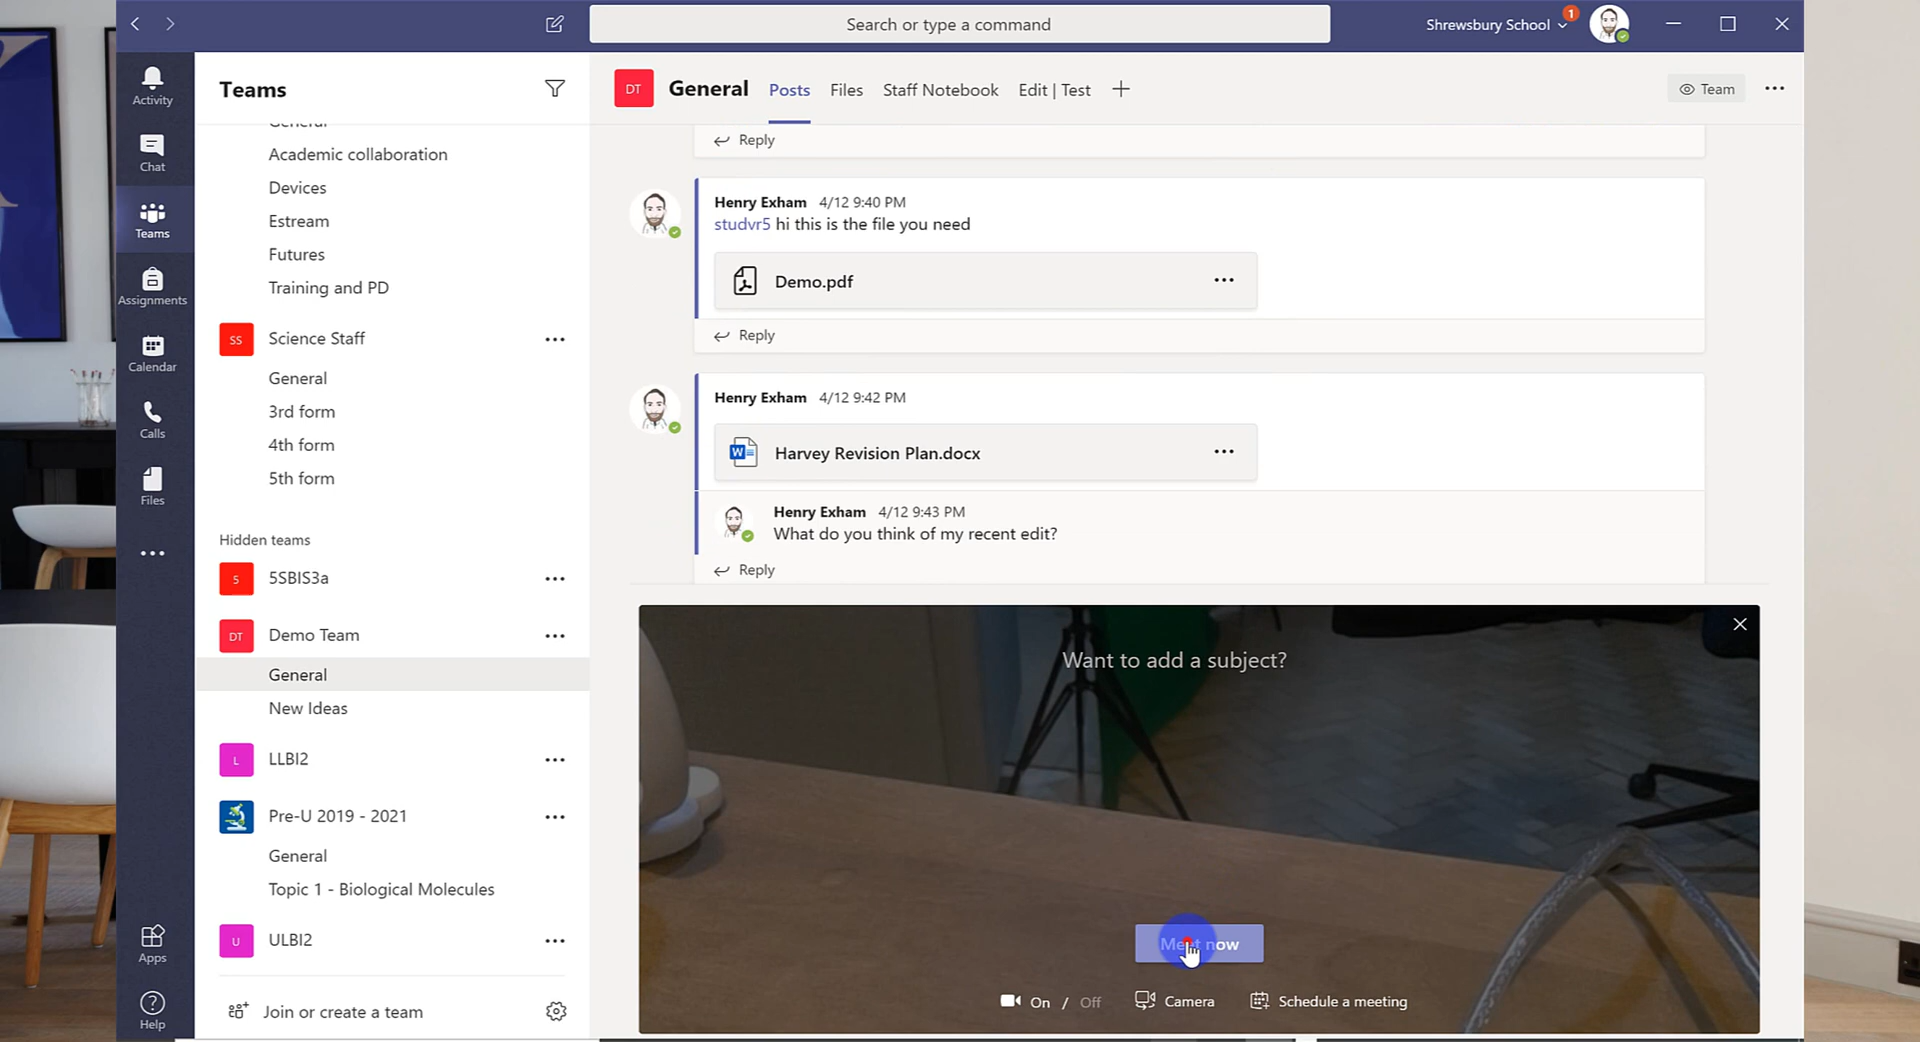 Search or type a command
Shrewsbury School
1
Activity
Chat
Teams
Assignments
Calendar
Calls
Files
Apps
Help
Teams
General
Academic collaboration
Devices
Estream
Futures
Training and PD
SS Science Staff
General
3rd form
4th form
5th form
Hidden teams
5 5SBIS3a
DT Demo Team
General
New Ideas
L LLBI2
Pre-U 2019 - 2021
General
Topic 1 - Biological Molecules
U ULBI2
Join or create a team
DT General Posts Files Staff Notebook Edit | Test
Team
Reply
Henry Exham 4/12 9:40 PM
studvr5 hi this is the file you need
Demo.pdf
Reply
Henry Exham 4/12 9:42 PM
W Harvey Revision Plan.docx
Henry Exham 4/12 9:43 PM
What do you think of my recent edit?
Reply
Want to add a subject?
Meet now
On / Off Camera Schedule a meeting